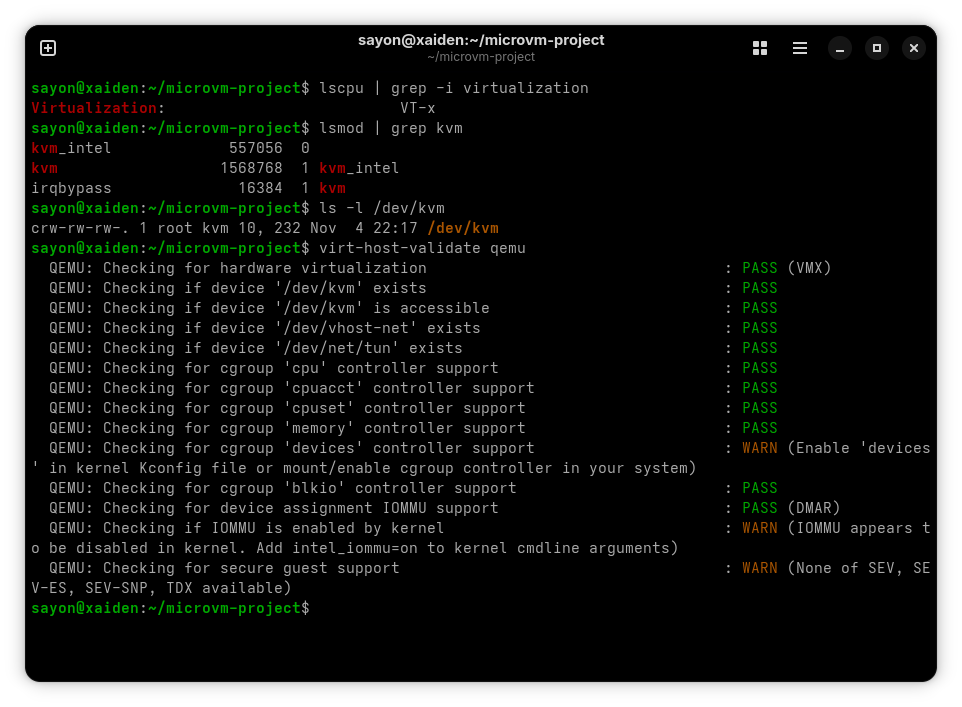 sayon@xaiden:~/microvm-project
~/microvm-project
sayon@xaiden:~/microvm-project$ lscpu | grep -i virtualization
Virtualization:                          VT-x
sayon@xaiden:~/microvm-project$ lsmod | grep kvm
kvm_intel             557056  0
kvm                  1568768  1 kvm_intel
irqbypass              16384  1 kvm
sayon@xaiden:~/microvm-project$ ls -l /dev/kvm
crw-rw-rw-. 1 root kvm 10, 232 Nov  4 22:17 /dev/kvm
sayon@xaiden:~/microvm-project$ virt-host-validate qemu
  QEMU: Checking for hardware virtualization                                 : PASS (VMX)
  QEMU: Checking if device '/dev/kvm' exists                                 : PASS
  QEMU: Checking if device '/dev/kvm' is accessible                          : PASS
  QEMU: Checking if device '/dev/vhost-net' exists                           : PASS
  QEMU: Checking if device '/dev/net/tun' exists                             : PASS
  QEMU: Checking for cgroup 'cpu' controller support                         : PASS
  QEMU: Checking for cgroup 'cpuacct' controller support                     : PASS
  QEMU: Checking for cgroup 'cpuset' controller support                      : PASS
  QEMU: Checking for cgroup 'memory' controller support                      : PASS
  QEMU: Checking for cgroup 'devices' controller support                     : WARN (Enable 'devices
' in kernel Kconfig file or mount/enable cgroup controller in your system)
  QEMU: Checking for cgroup 'blkio' controller support                       : PASS
  QEMU: Checking for device assignment IOMMU support                         : PASS (DMAR)
  QEMU: Checking if IOMMU is enabled by kernel                               : WARN (IOMMU appears t
o be disabled in kernel. Add intel_iommu=on to kernel cmdline arguments)
  QEMU: Checking for secure guest support                                    : WARN (None of SEV, SE
V-ES, SEV-SNP, TDX available)
sayon@xaiden:~/microvm-project$